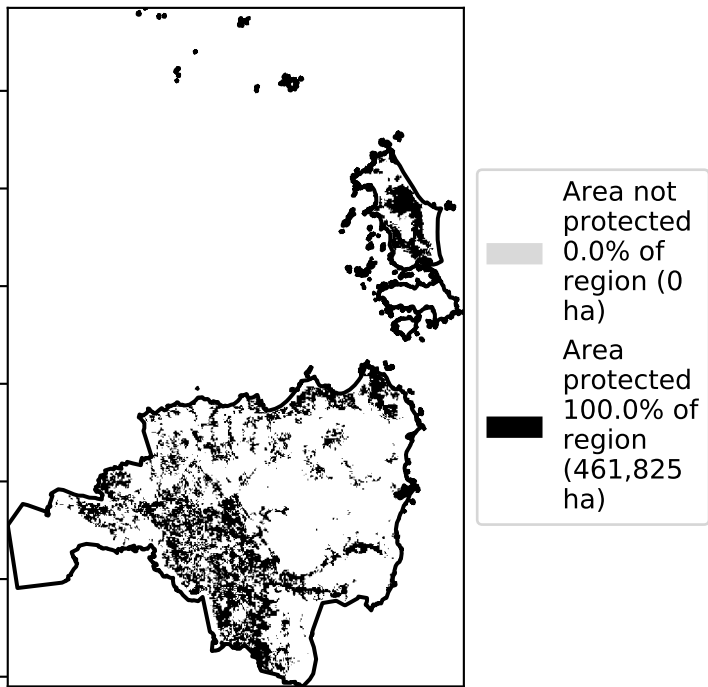 Area not
protected
0.0% of
region (0
ha)
Area
protected
100.0% of
region
(461,825
ha)